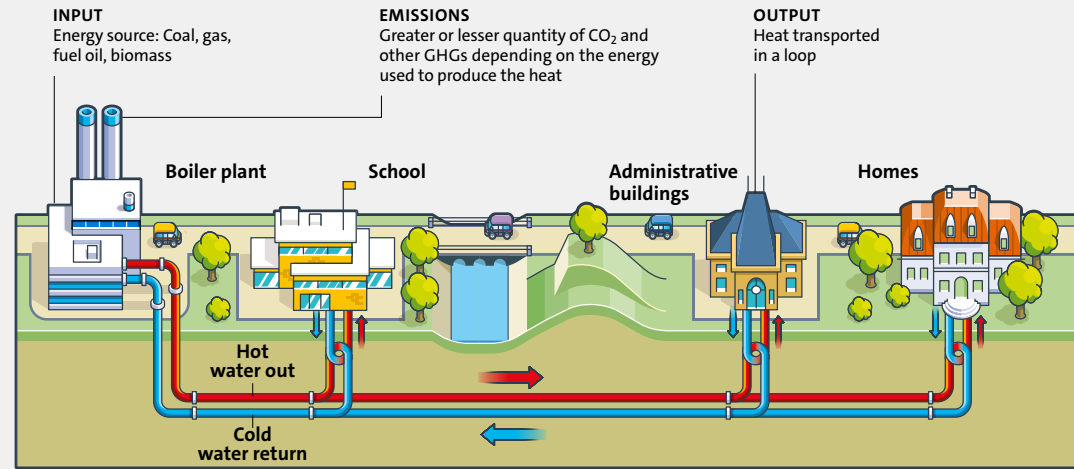 INPUT
Energy source: Coal, gas,
fuel oil, biomass
EMISSIONS
Greater or lesser quantity of CO₂ and
other GHGs depending on the energy
used to produce the heat
OUTPUT
Heat transported
in a loop
Boiler plant
School
Administrative
buildings
Homes
Hot
water out
Cold
water return